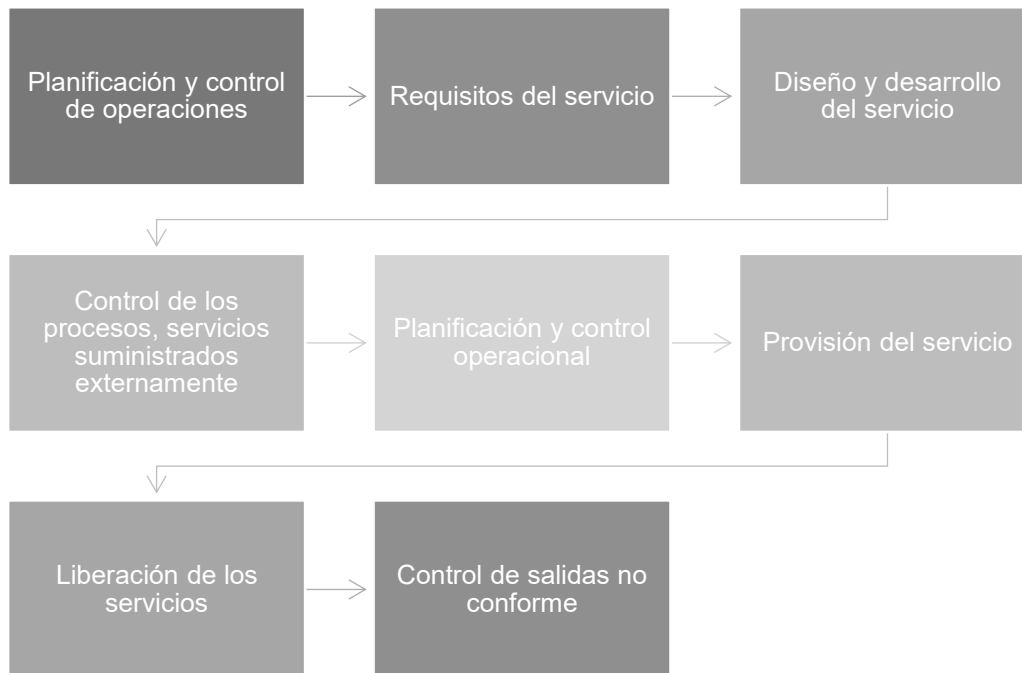 Planificación y control
de operaciones
Requisitos del servicio
Diseño y desarrollo
del servicio
Control de los
procesos, servicios
suministrados
externamente
Planificación y control
operacional
Provisión del servicio
Liberación de los
servicios
Control de salidas no
conforme